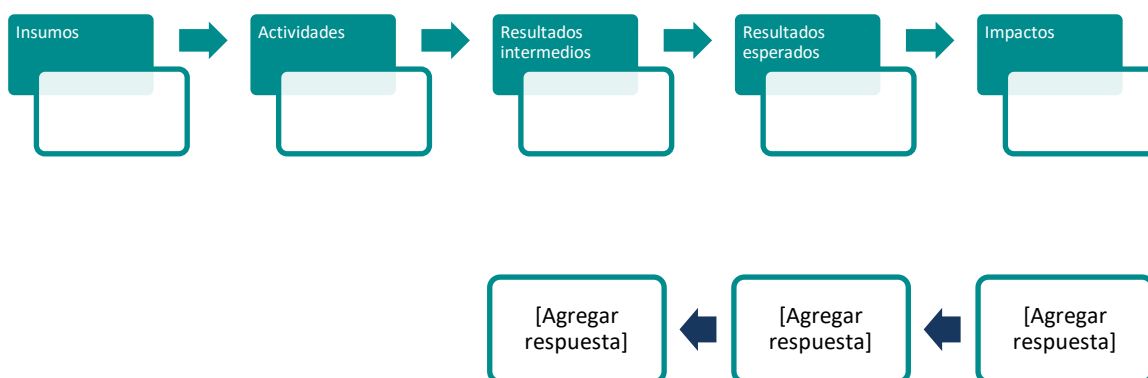 Insumos
Actividades
Resultados
intermedios
Resultados
esperados
Impactos
[Agregar
respuesta]
[Agregar
respuesta]
[Agregar
respuesta]